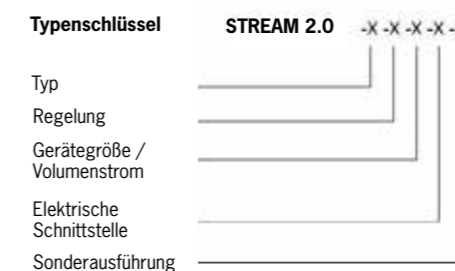 Typenschlüssel STREAM 2.0 -X -X -X -X -
Typ
Regelung
Gerätegröße /
Volumenstrom
Elektrische
Schnittstelle
Sonderausführung